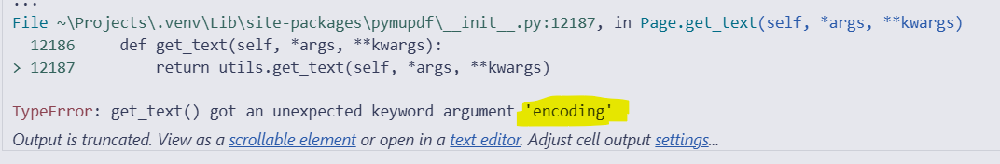 ...
File ~\Projects\.venv\Lib\site-packages\pymupdf\__init__.py:12187, in Page.get_text(self, *args, **kwargs)
12186 def get_text(self, *args, **kwargs):
> 12187 return utils.get_text(self, *args, **kwargs)
TypeError: get_text() got an unexpected keyword argument 'encoding'
Output is truncated. View as a scrollable element or open in a text editor. Adjust cell output settings...